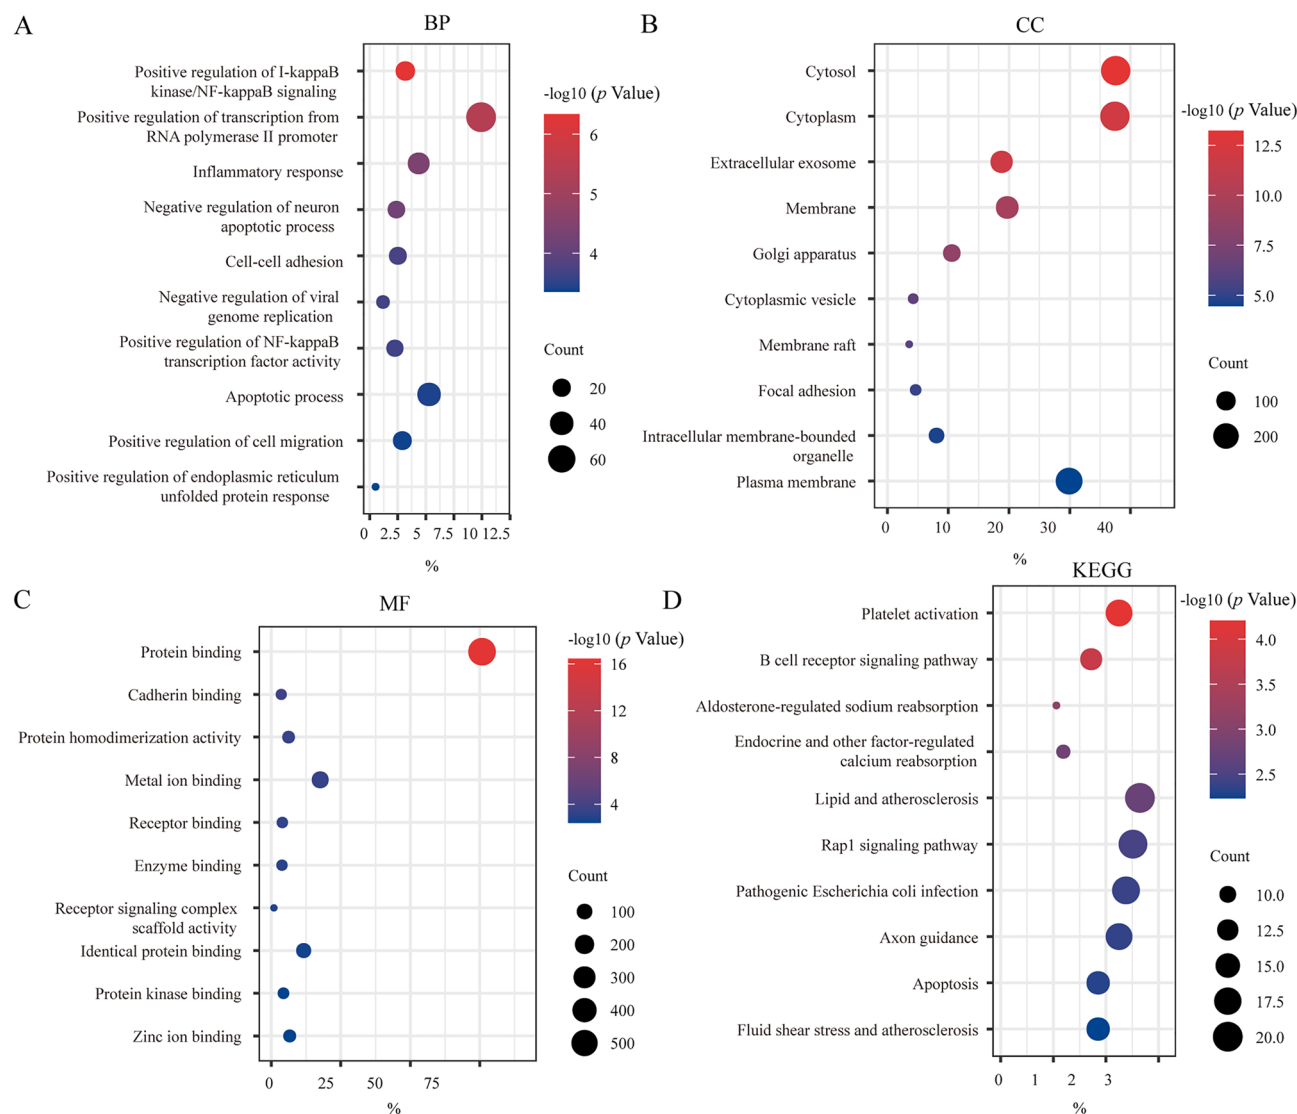 A
BP
Positive regulation of I-kappaB
kinase/NF-kappaB signaling
Positive regulation of transcription from
RNA polymerase II promoter
Inflammatory response
Negative regulation of neuron
apoptotic process
Cell-cell adhesion
Negative regulation of viral
genome replication
Positive regulation of NF-kappaB
transcription factor activity
Apoptotic process
Positive regulation of cell migration
Positive regulation of endoplasmic reticulum
unfolded protein response
0 2.5 5 7.5 10 12.5
%
-log10 (p Value)
6
5
4
Count
20
40
60
B
CC
Cytosol
Cytoplasm
Extracellular exosome
Membrane
Golgi apparatus
Cytoplasmic vesicle
Membrane raft
Focal adhesion
Intracellular membrane-bounded
organelle
Plasma membrane
0 10 20 30 40
%
-log10 (p Value)
12.5
10.0
7.5
5.0
Count
100
200
C
MF
Protein binding
Cadherin binding
Protein homodimerization activity
Metal ion binding
Receptor binding
Enzyme binding
Receptor signaling complex
scaffold activity
Identical protein binding
Protein kinase binding
Zinc ion binding
0 25 50 75
%
-log10 (p Value)
16
12
8
4
Count
100
200
300
400
500
D
KEGG
Platelet activation
B cell receptor signaling pathway
Aldosterone-regulated sodium reabsorption
Endocrine and other factor-regulated
calcium reabsorption
Lipid and atherosclerosis
Rap1 signaling pathway
Pathogenic Escherichia coli infection
Axon guidance
Apoptosis
Fluid shear stress and atherosclerosis
0 1 2 3
%
-log10 (p Value)
4.0
3.5
3.0
2.5
Count
10.0
12.5
15.0
17.5
20.0